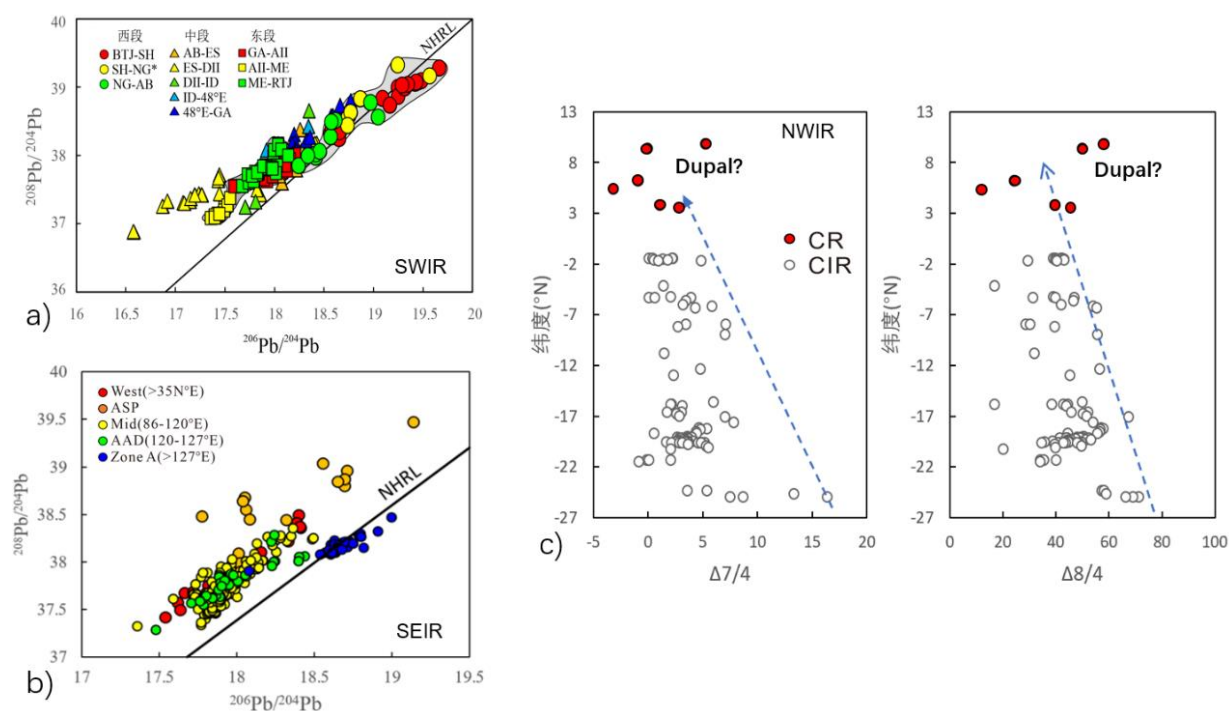 40
39
38
37
36
²⁰⁸Pb/²⁰⁴Pb
西段
中段
东段
BTJ-SH
SH-NG*
NG-AB
AB-ES
ES-DII
DII-ID
ID-48°E
48°E-GA
GA-AII
AII-ME
ME-RTJ
NHRL
SWIR
16
16.5
17
17.5
18
18.5
19
19.5
20
²⁰⁶Pb/²⁰⁴Pb
a)
40
39.5
39
38.5
38
37.5
37
²⁰⁸Pb/²⁰⁴Pb
West(>35N°E)
ASP
Mid(86-120°E)
AAD(120-127°E)
Zone A(>127°E)
NHRL
SEIR
17
17.5
18
18.5
19
19.5
²⁰⁶Pb/²⁰⁴Pb
b)
13
8
3
-2
-7
-12
-17
-22
-27
纬度(°N)
NWIR
Dupal?
CR
CIR
-5
0
5
10
15
20
Δ7/4
c)
13
8
3
-2
-7
-12
-17
-22
-27
纬度(°N)
Dupal?
0
20
40
60
80
100
Δ8/4